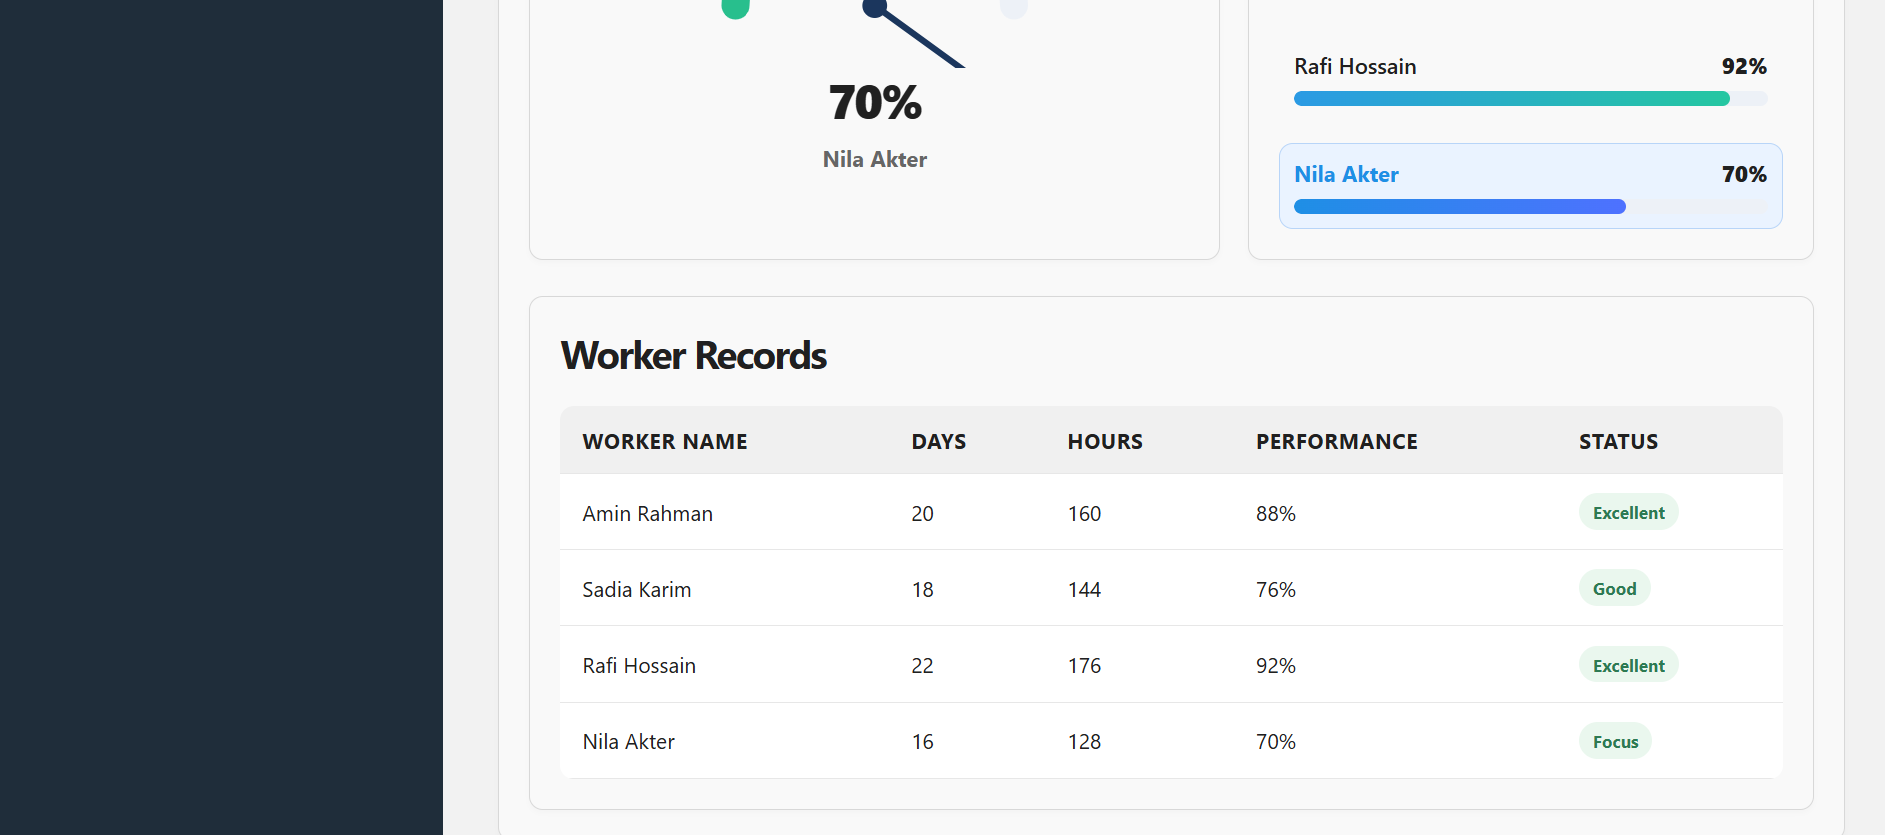 70%
Nila Akter
Rafi Hossain 92%
Nila Akter 70%
Worker Records
WORKER NAME DAYS HOURS PERFORMANCE STATUS
Amin Rahman 20 160 88% Excellent
Sadia Karim 18 144 76% Good
Rafi Hossain 22 176 92% Excellent
Nila Akter 16 128 70% Focus